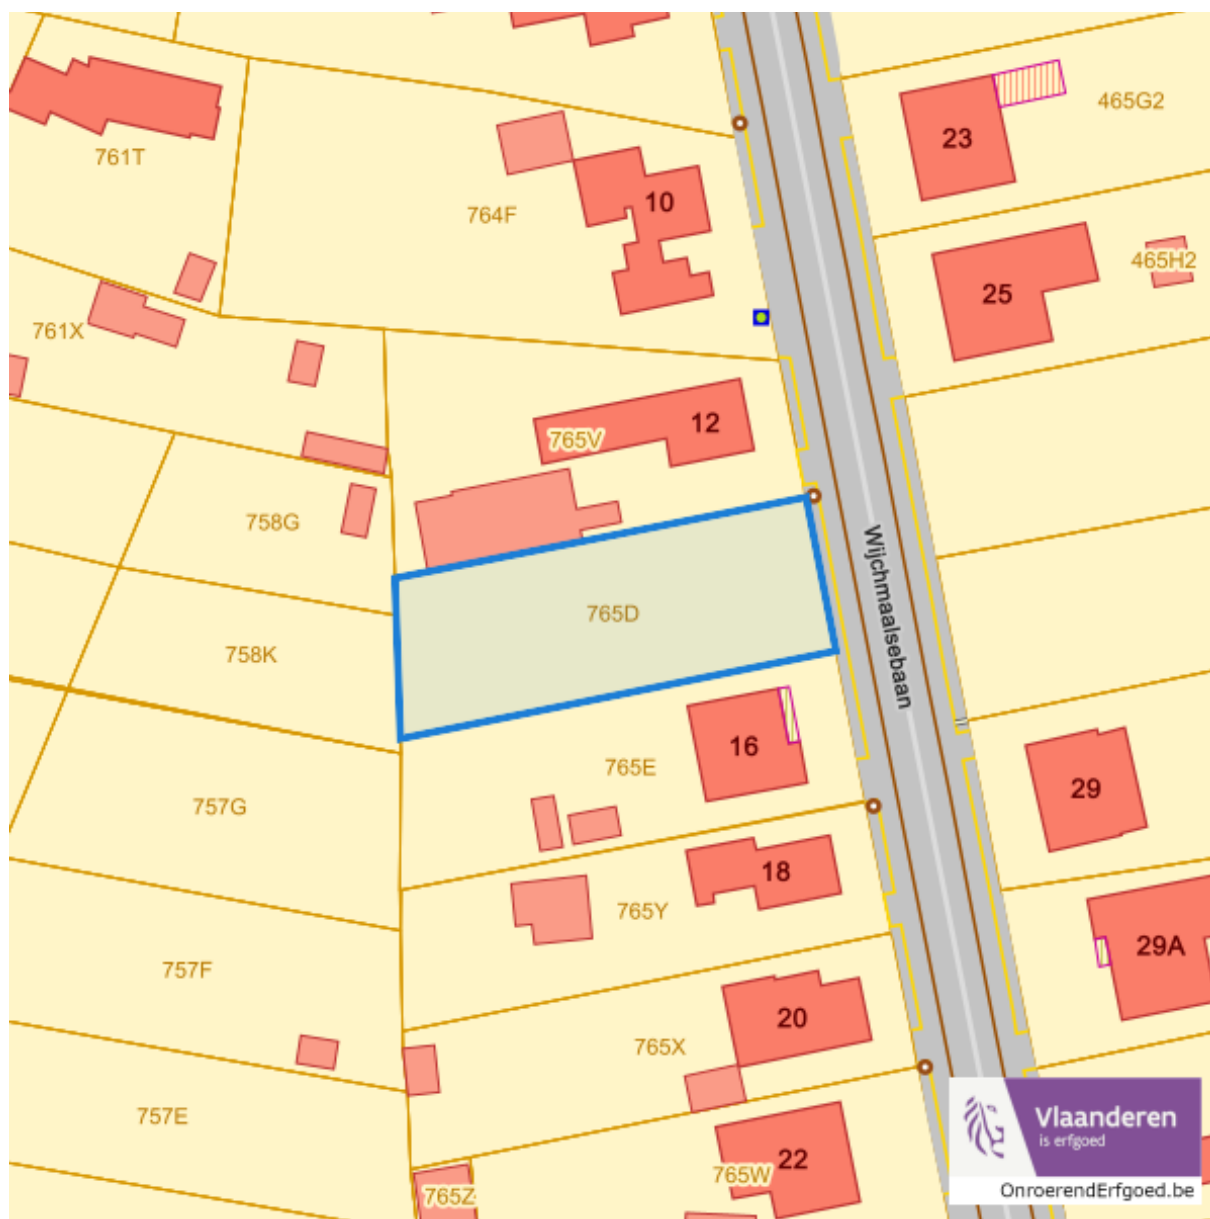 465G2
23
761T
10
764F
465H2
25
761X
12
765V
758G
Wijchmaalsebaan
765D
758K
16
765E
29
757G
18
765Y
29A
757F
20
765X
757E
22
765W
765Z
Vlaanderen
is erfgoed
OnroerendErfgoed.be